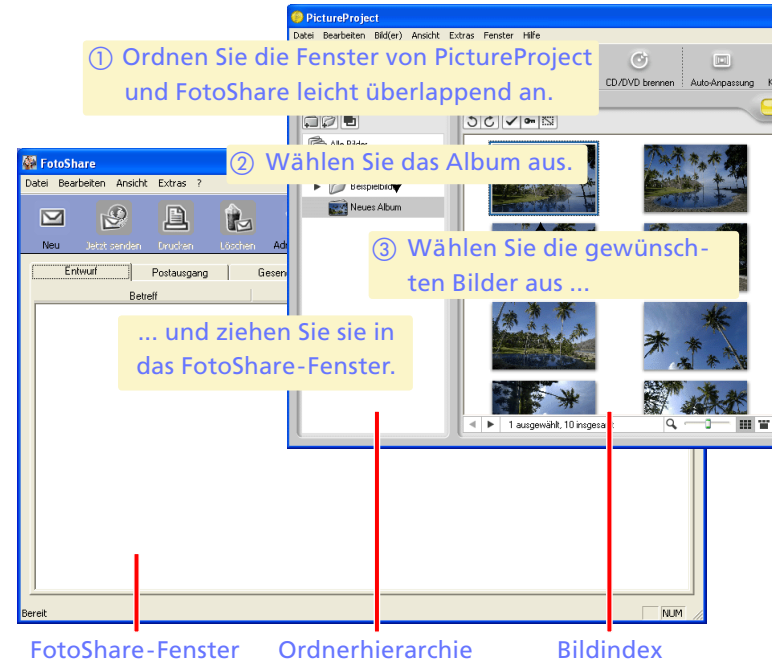 PictureProject
Datei Bearbeiten Bild(er) Ansicht Extras Fenster Hilfe
① Ordnen Sie die Fenster von PictureProject
und FotoShare leicht überlappend an.
CD/DVD brennen Auto-Anpassung
Alle Bilder
FotoShare
② Wählen Sie das Album aus.
Datei Bearbeiten Ansicht Extras ?
Beispielbilder
Neues Album
Neu Jetzt senden Drucken Löschen
③ Wählen Sie die gewünsch-
ten Bilder aus ...
Entwurf Postausgang
Betreff
... und ziehen Sie sie in
das FotoShare-Fenster.
1 ausgewählt, 10 insgesamt
Bereit NUM
FotoShare-Fenster Ordnerhierarchie Bildindex